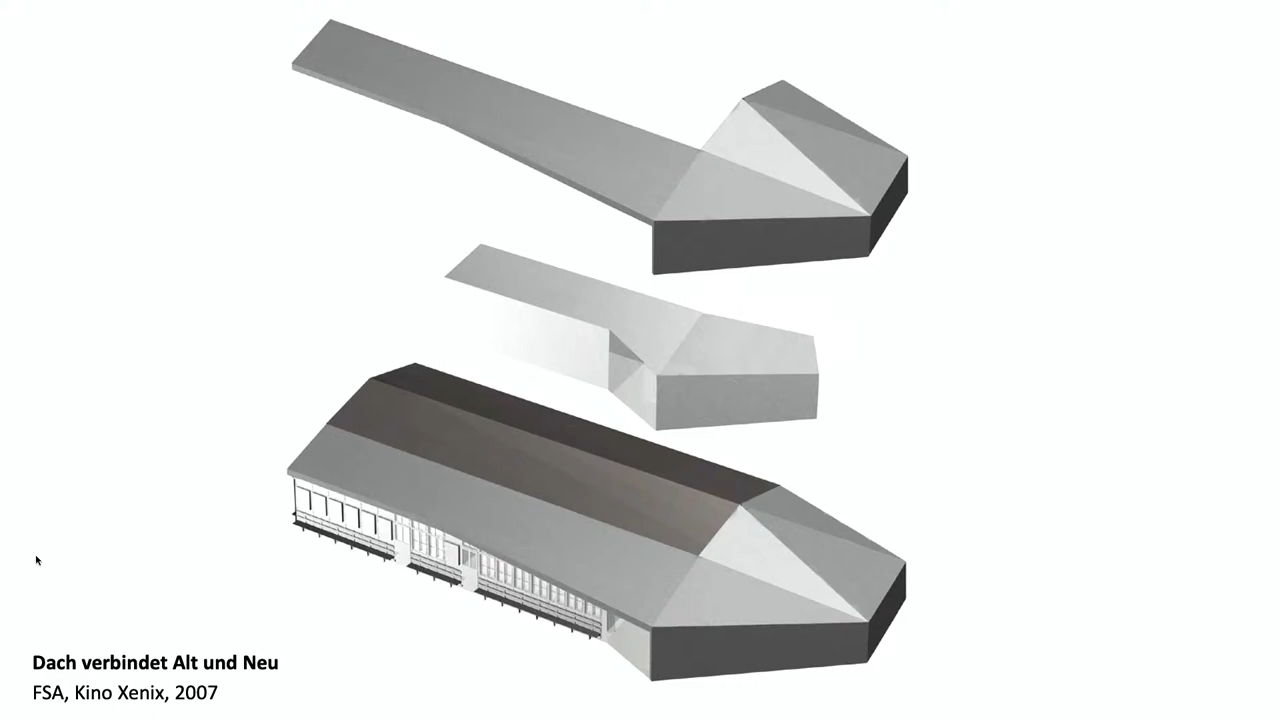 Dach verbindet Alt und Neu
FSA, Kino Xenix, 2007